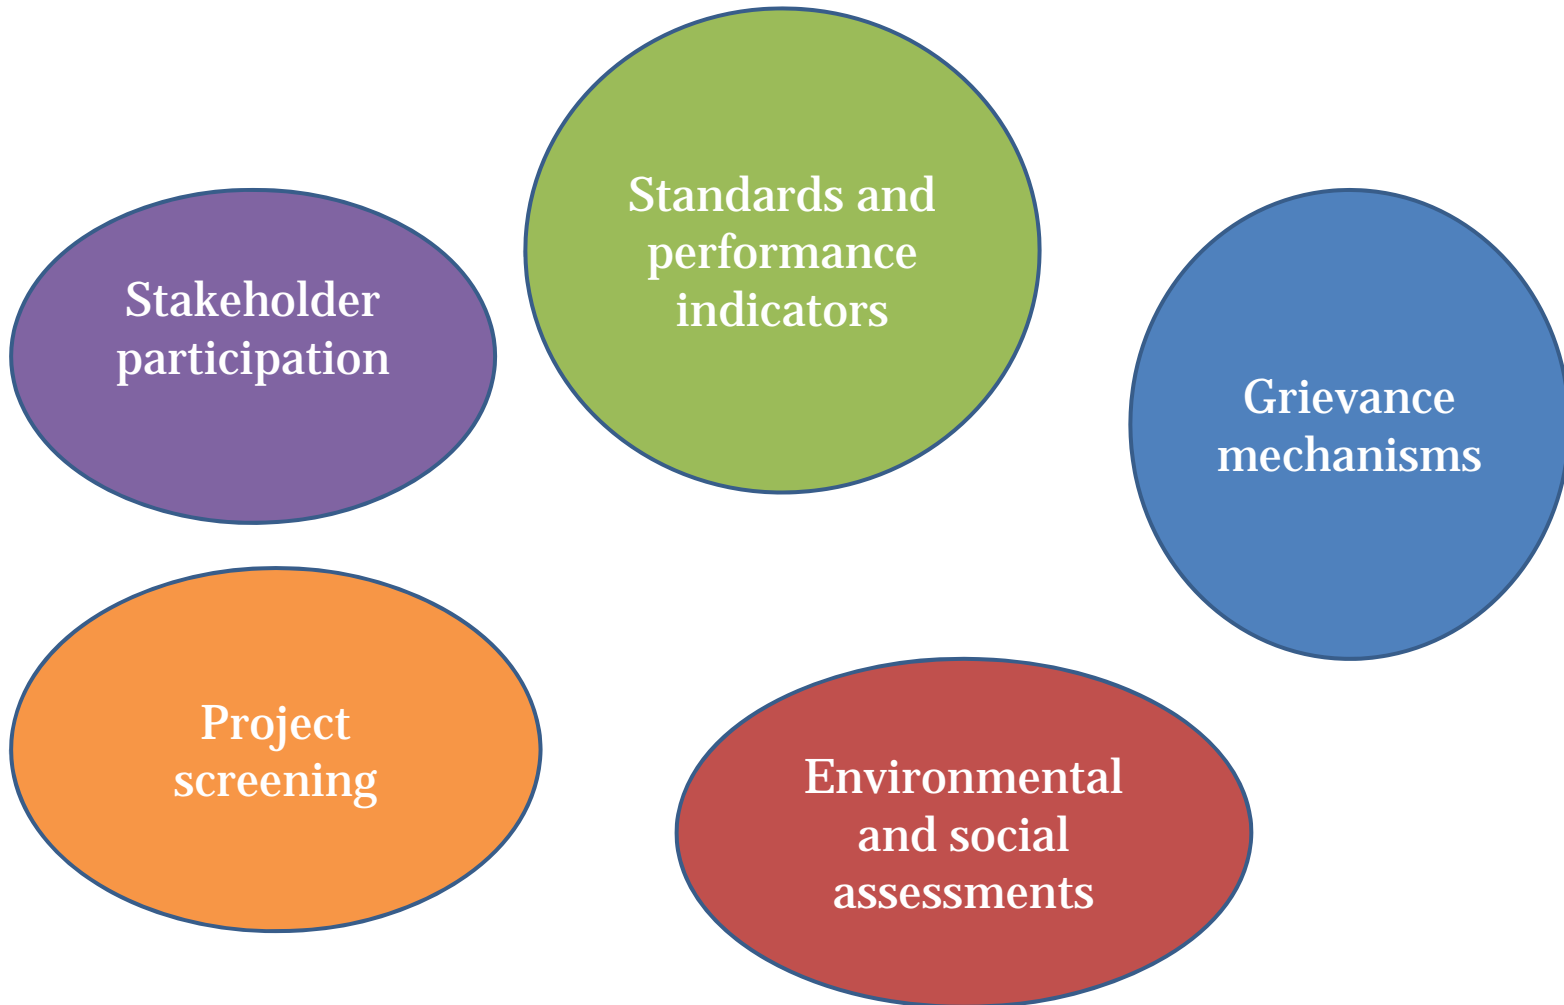 Standards and
performance
indicators
Stakeholder
participation
Grievance
mechanisms
Project
screening
Environmental
and social
assessments